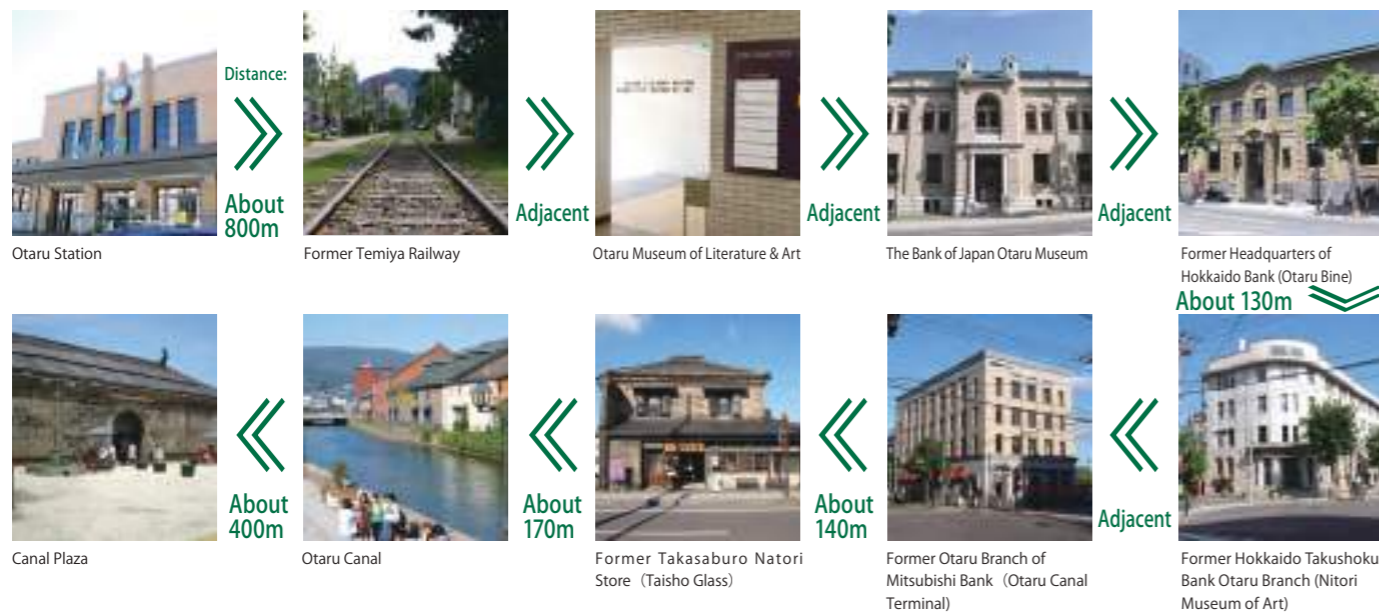 Distance:
About
800m
Adjacent
Adjacent
Adjacent
Otaru Station
Former Temiya Railway
Otaru Museum of Literature & Art
The Bank of Japan Otaru Museum
Former Headquarters of
Hokkaido Bank (Otaru Bine)
About 130m
Adjacent
About
140m
About
170m
About
400m
Former Hokkaido Takushoku
Bank Otaru Branch (Nitori
Museum of Art)
Former Otaru Branch of
Mitsubishi Bank（Otaru Canal
Terminal)
Former Takasaburo Natori
Store（Taisho Glass）
Otaru Canal
Canal Plaza